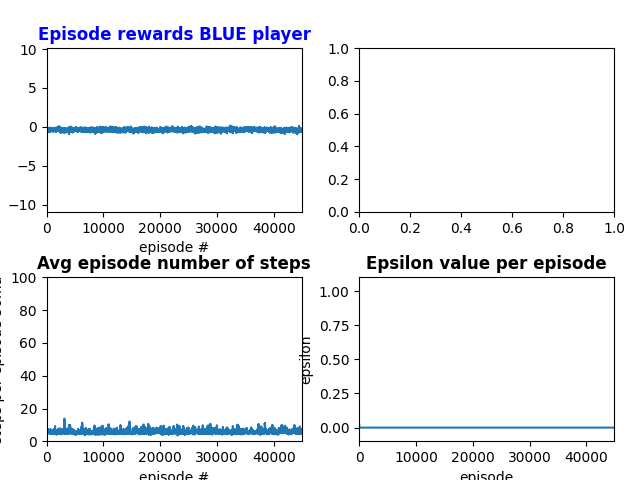 Episode rewards BLUE player
10
5
0
−5
−10
0 10000 20000 30000 40000
episode #
1.0
0.8
0.6
0.4
0.2
0.0
0.0 0.2 0.4 0.6 0.8 1.0
Avg episode number of steps
100
80
60
40
20
0
0 10000 20000 30000 40000
episode #
Epsilon value per episode
epsilon
1.00
0.75
0.50
0.25
0.00
0 10000 20000 30000 40000
episode